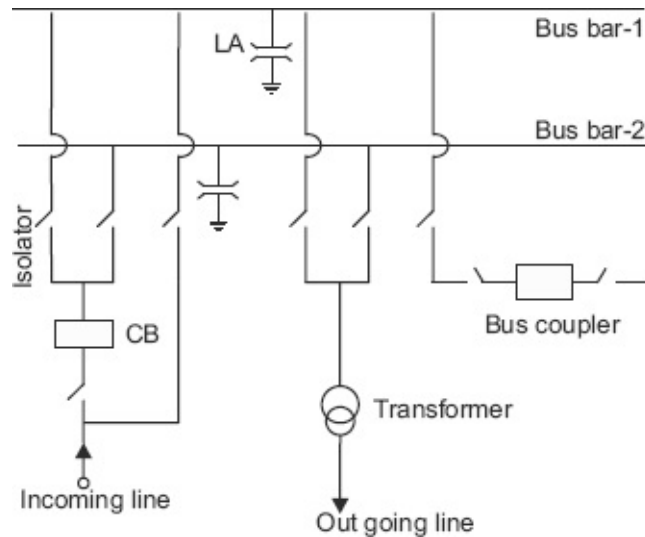 Bus bar-1
LA
Bus bar-2
Isolator
CB
Bus coupler
Transformer
Incoming line
Out going line